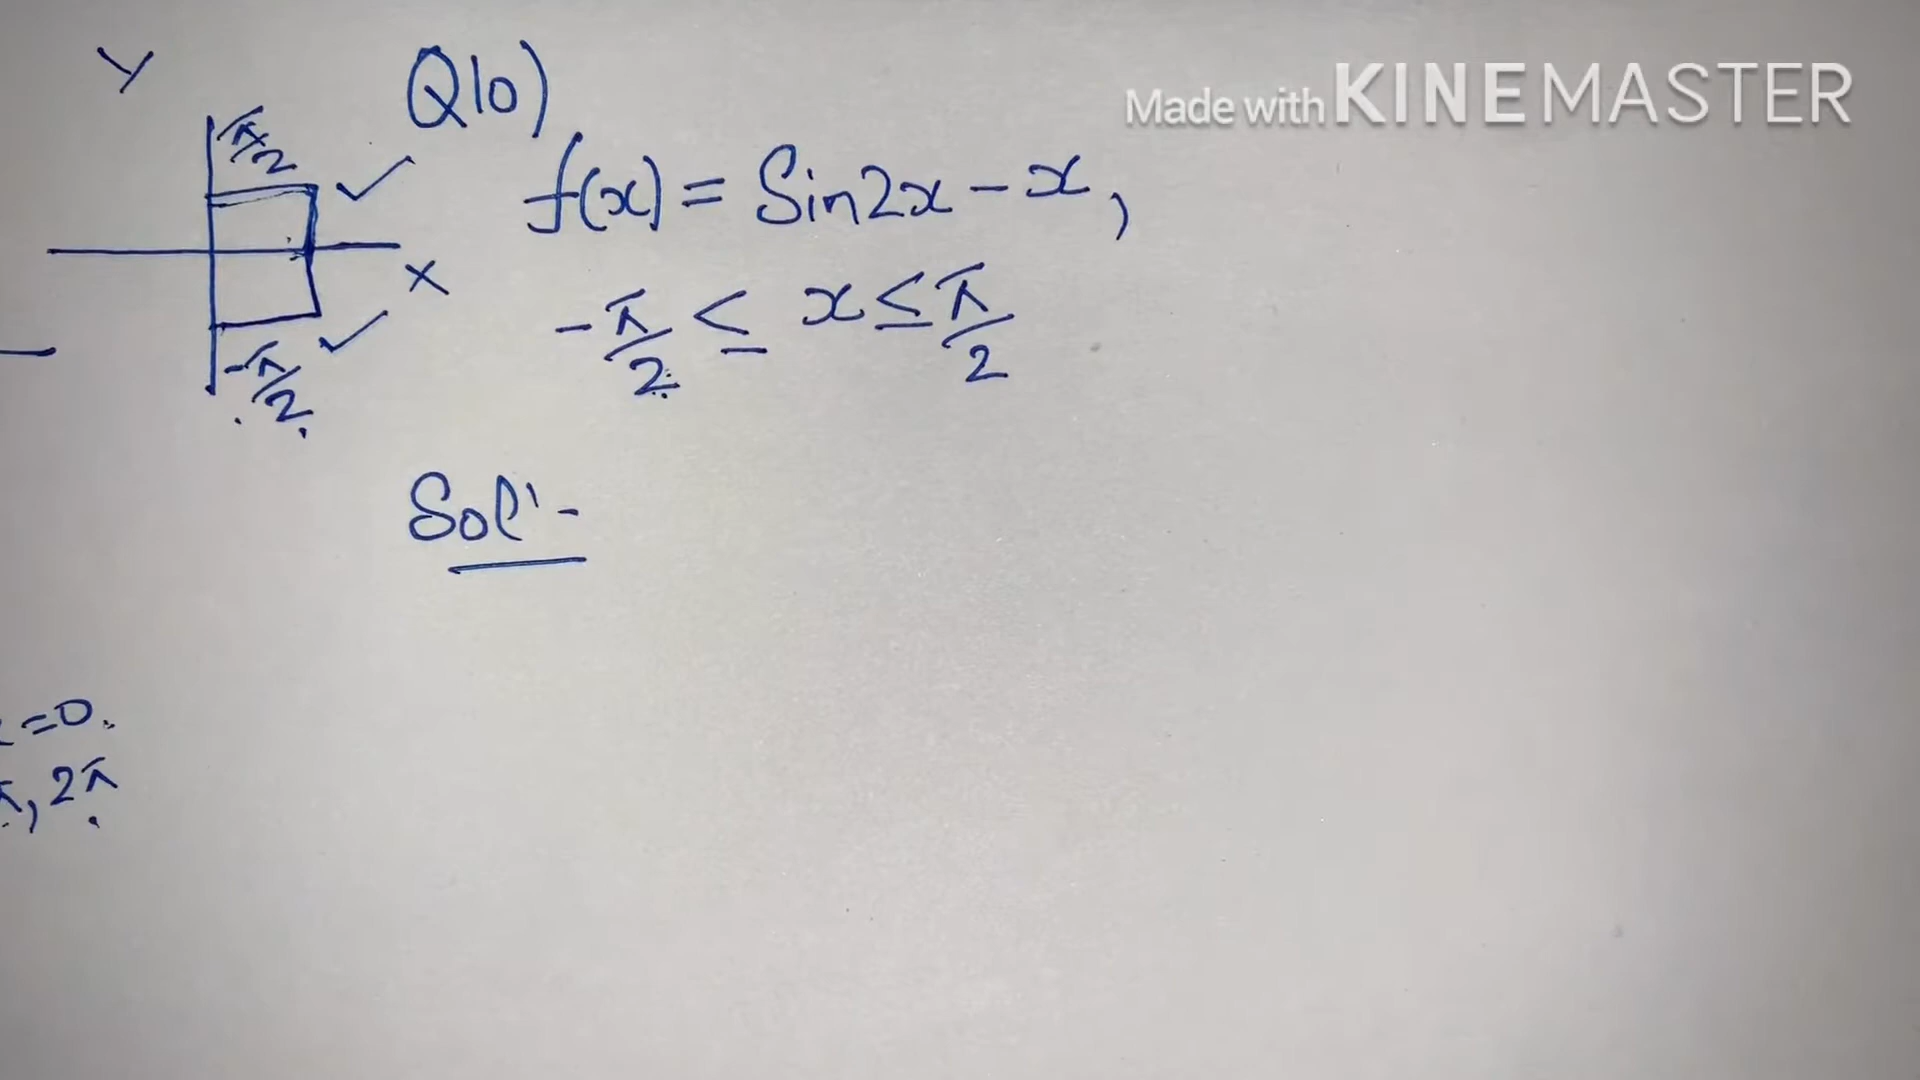 Y
Q10)
Made with KINEMASTER
π/2
f(x) = Sin2x - x,
X
-π/2 ≤ x ≤ π/2
-π/2
Sol:-
=0.
π, 2π